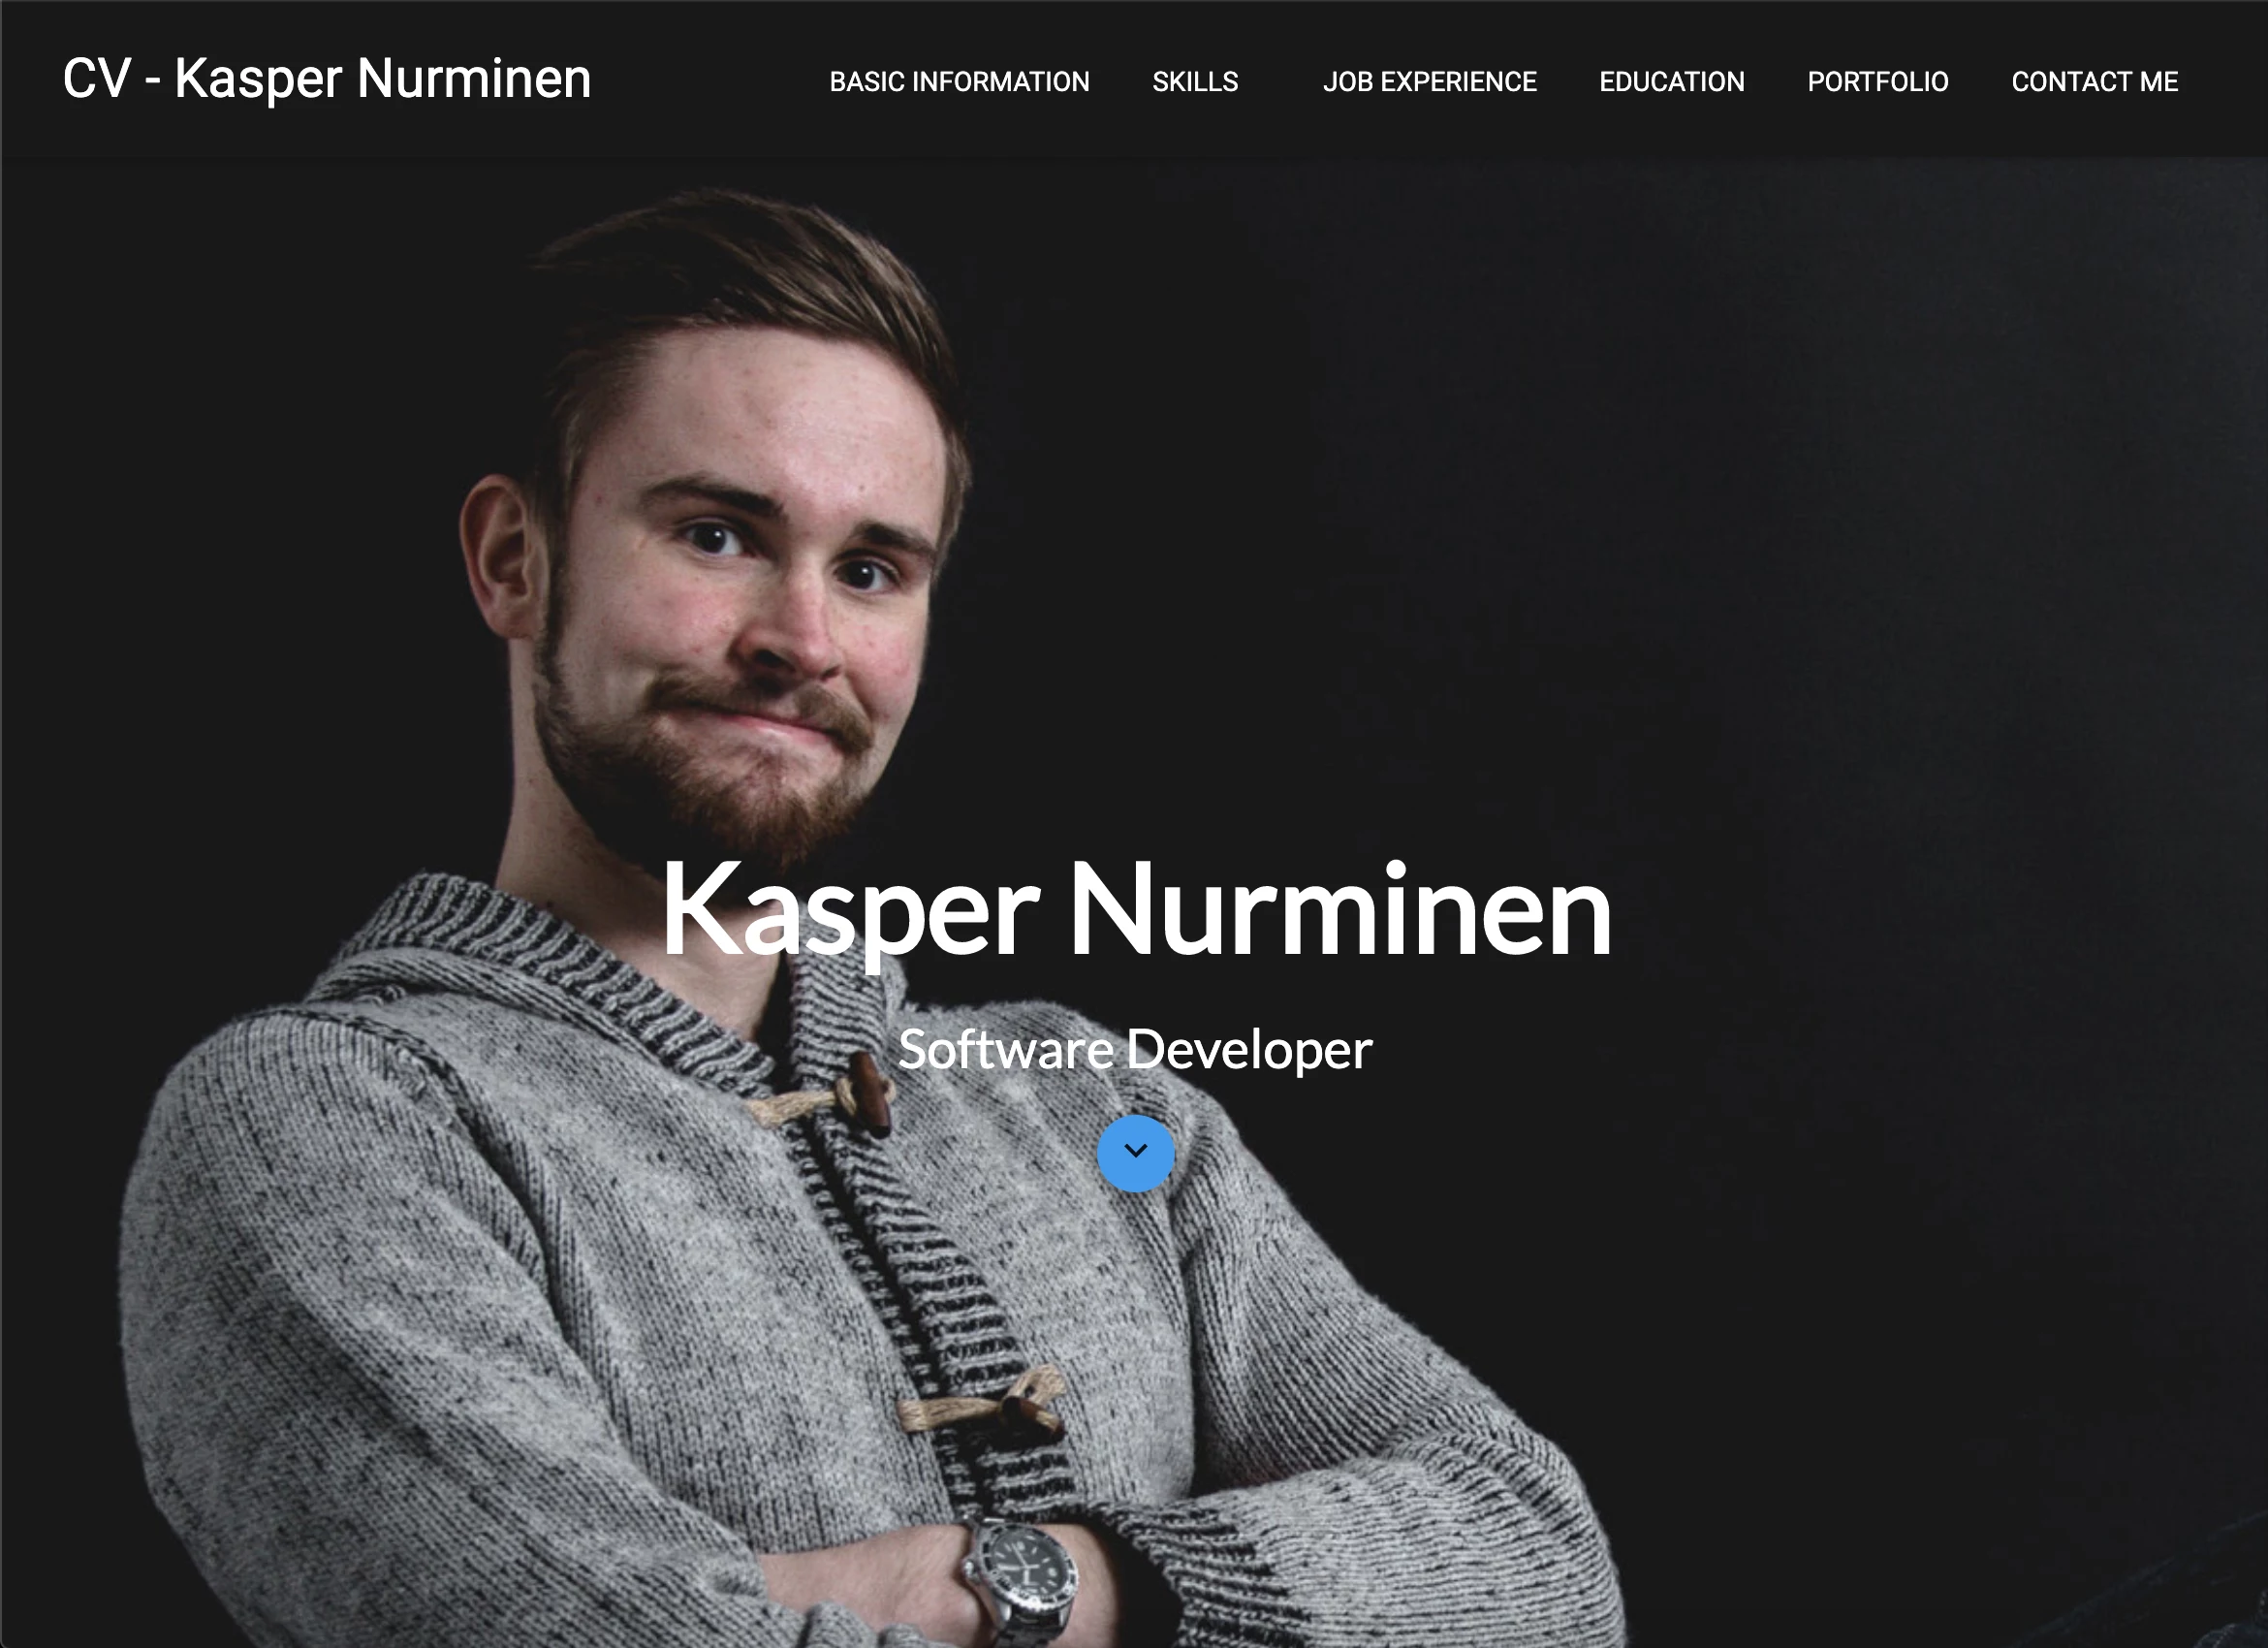 CV - Kasper Nurminen
BASIC INFORMATION SKILLS JOB EXPERIENCE EDUCATION PORTFOLIO CONTACT ME
Kasper Nurminen
Software Developer